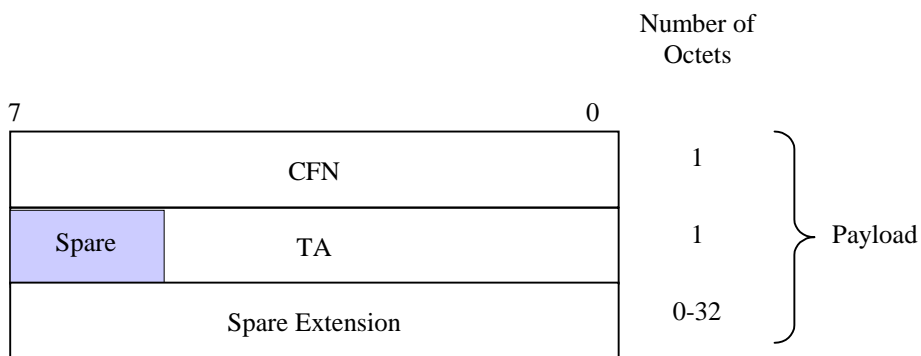 Number of
Octets
7 0
CFN 1
Spare TA 1
Payload
Spare Extension 0-32